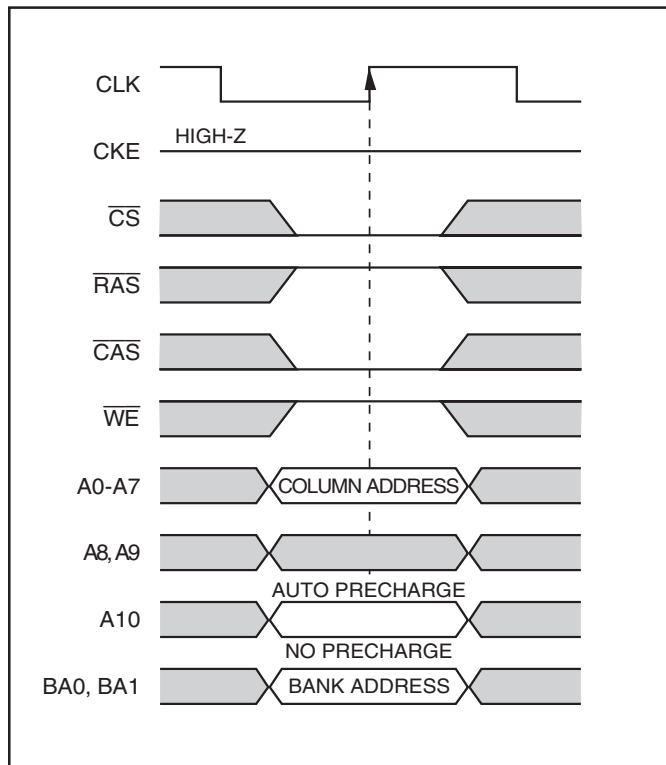 CLK
HIGH-Z
CKE
CS
RAS
CAS
WE
A0-A7 COLUMN ADDRESS
A8, A9
AUTO PRECHARGE
A10
NO PRECHARGE
BA0, BA1 BANK ADDRESS